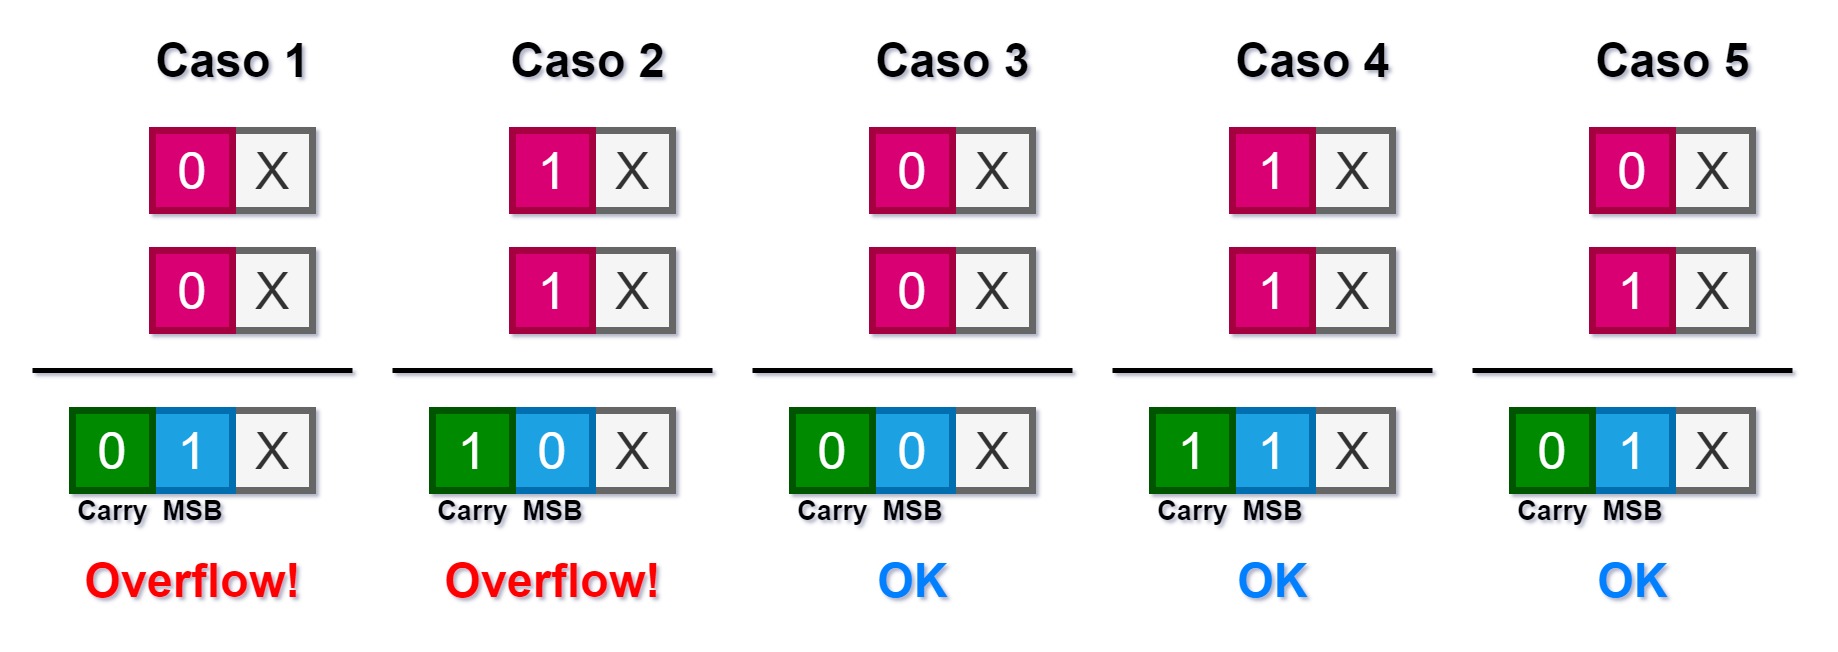 Caso 1 Caso 2 Caso 3 Caso 4 Caso 5
0 X 1 X 0 X 1 X 0 X
0 X 1 X 0 X 1 X 1 X
0 1 X 1 0 X 0 0 X 1 1 X 0 1 X
Carry MSB Carry MSB Carry MSB Carry MSB Carry MSB
Overflow! Overflow! OK OK OK